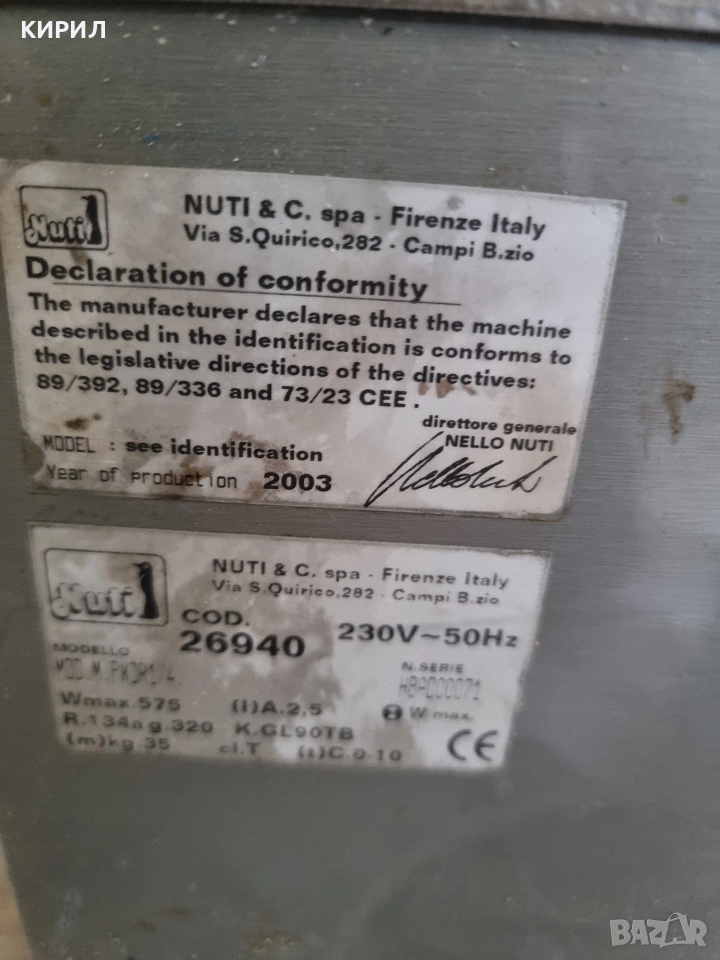 КИРИЛ
Nuti
NUTI & C. spa - Firenze Italy
Via S.Quirico,282 - Campi B.zio
Declaration of conformity
The manufacturer declares that the machine
described in the identification is conforms to
the legislative directions of the directives:
89/392, 89/336 and 73/23 CEE .
direttore generale
NELLO NUTI
MODEL : see identification
Year of production 2003
Nuti
NUTI & C. spa - Firenze Italy
Via S.Quirico,282 - Campi B.zio
COD.
26940 230V~50Hz
MODELLO
N.SERIE
Wmax.575 (I)A.2,5
W max.
R.134a g.320 K.GL90TB
(m)kg.35 cl.T (t)C.0-10 CE
BAZAR